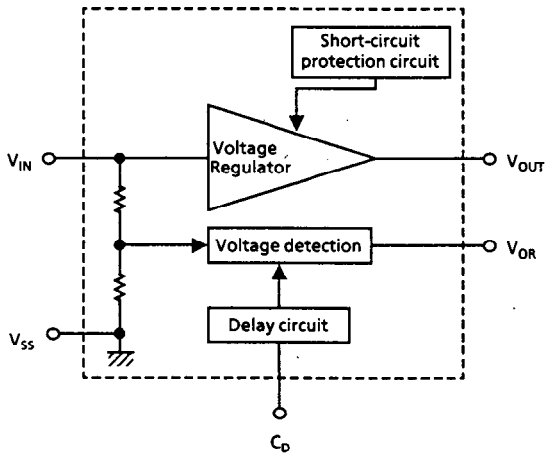 Short-circuit
protection circuit
Voltage
Regulator
VIN
VOUT
Voltage detection
VOR
Delay circuit
VSS
CD